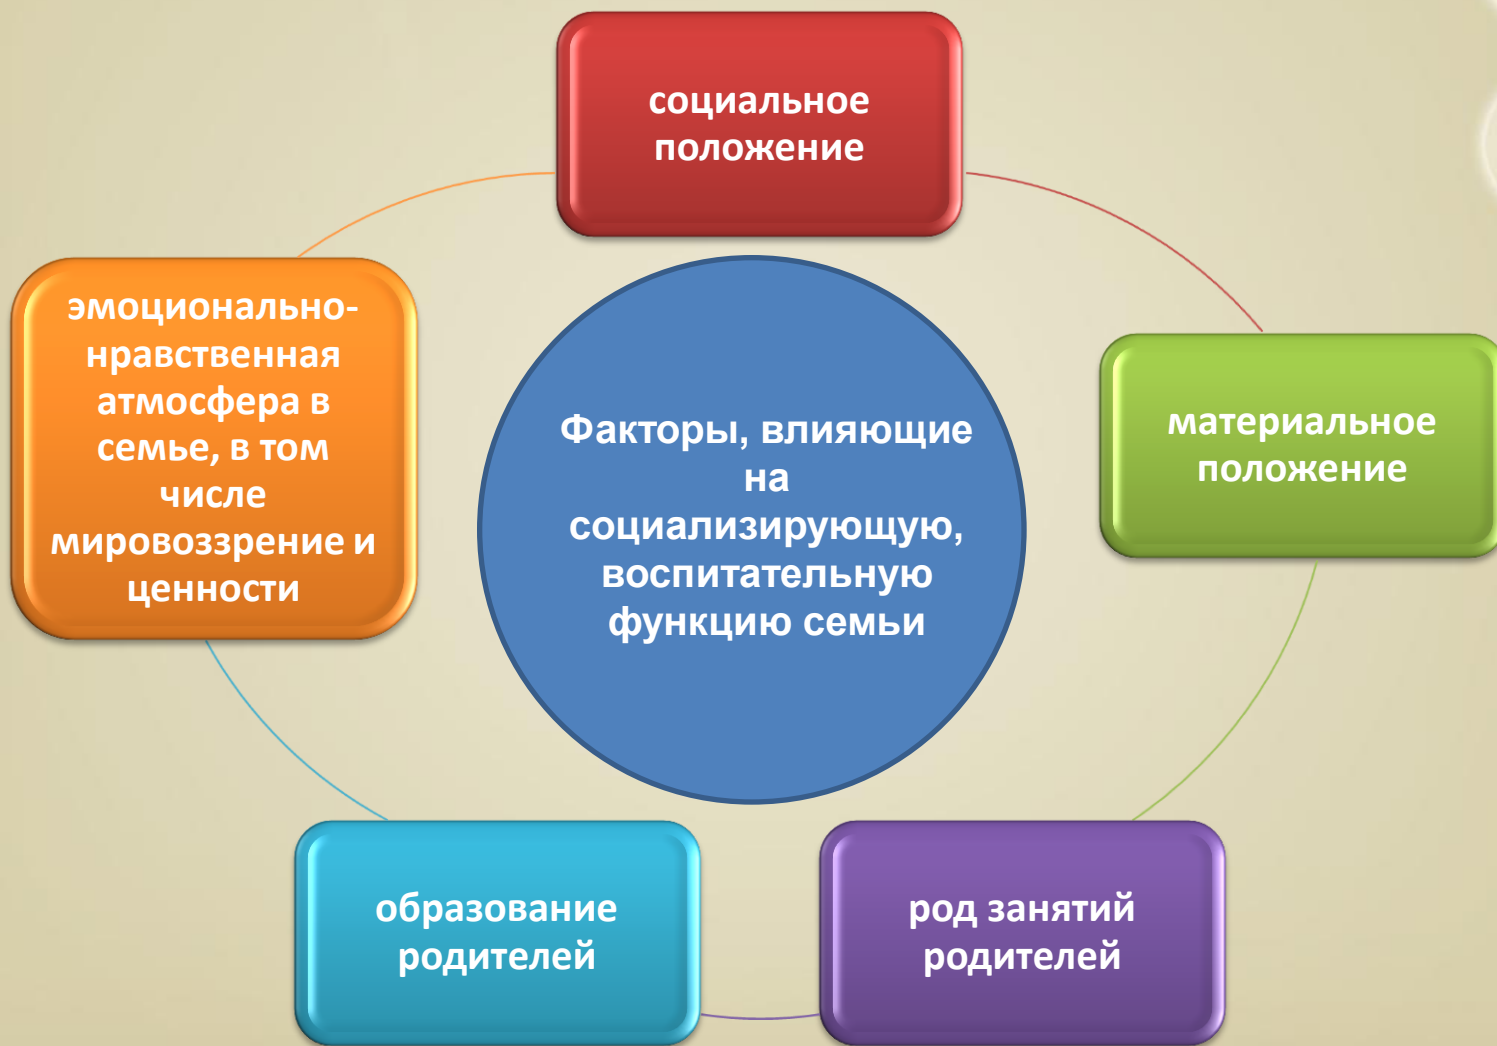 социальное
положение
эмоционально-
нравственная
атмосфера в
семье, в том
числе
мировоззрение и
ценности
Факторы, влияющие
на
социализирующую,
воспитательную
функцию семьи
материальное
положение
образование
родителей
род занятий
родителей